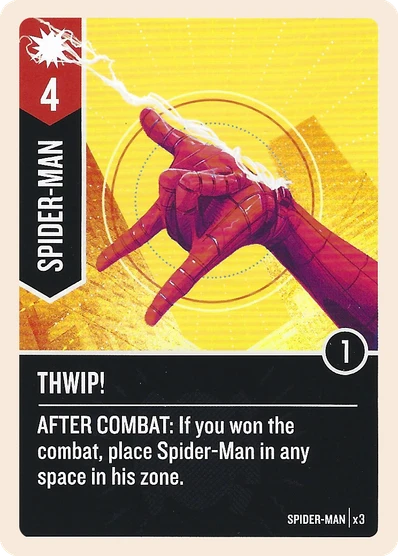 4
SPIDER-MAN
1
THWIP!
AFTER COMBAT: If you won the
combat, place Spider-Man in any
space in his zone.
SPIDER-MAN | x3